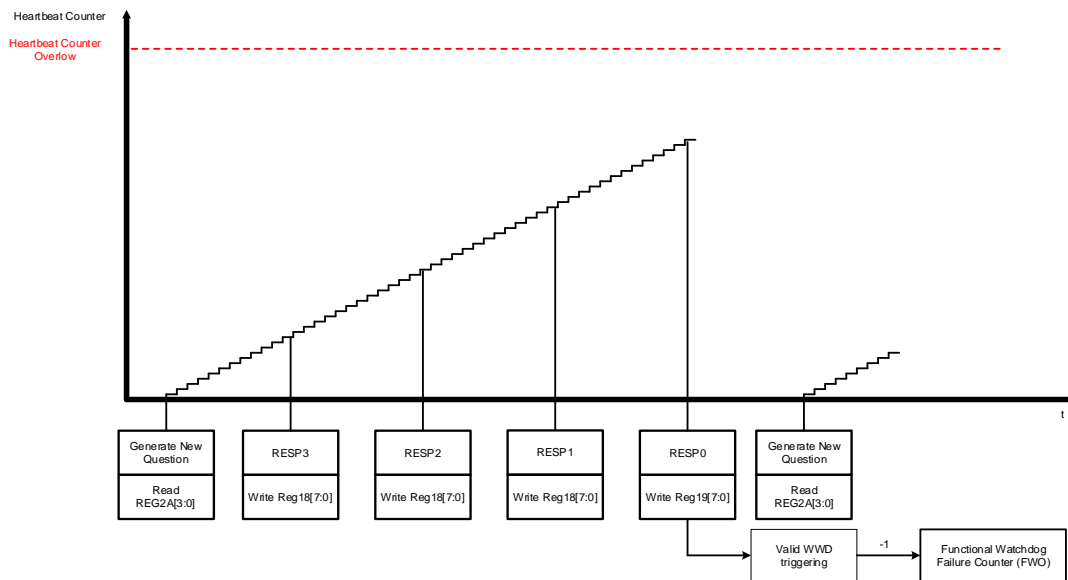 Heartbeat Counter
Heartbeat Counter
Overlow
t
Generate New
Question
Read
REG2A[3:0]
RESP3
Write Reg18[7:0]
RESP2
Write Reg18[7:0]
RESP1
Write Reg18[7:0]
RESP0
Write Reg19[7:0]
Generate New
Question
Read
REG2A[3:0]
Valid WWD
triggering
-1
Functional Watchdog
Failure Counter (FWO)